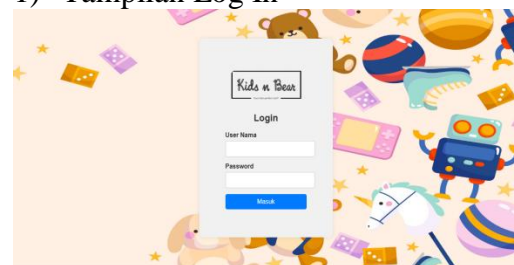 1) Tampilan Log In
Kids n Bear
Login
User Nama
Password
Masuk